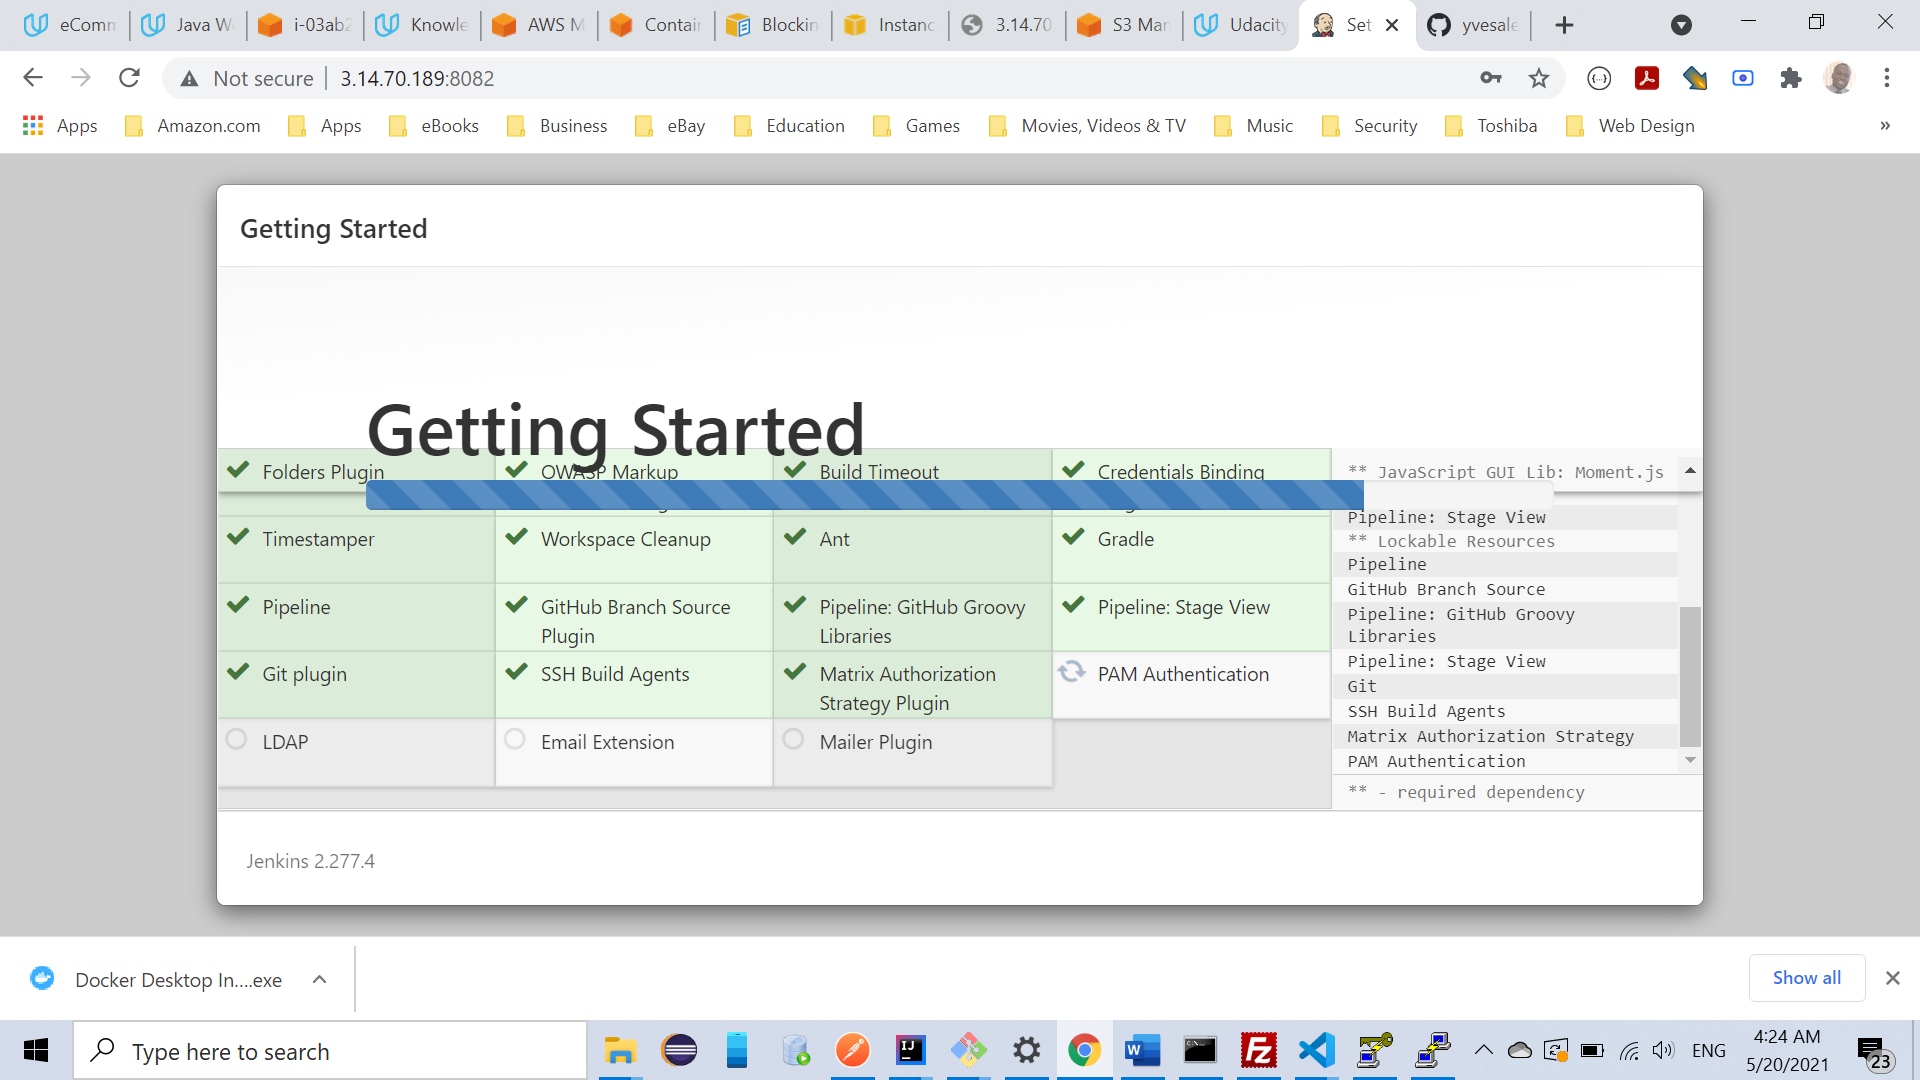 eComm
Java W
i-03ab2
Knowle
AWS M
Contair
Blockin
Instanc
3.14.70
S3 Man
Udacity
Set
yvesale
Not secure
3.14.70.189:8082
Apps
Amazon.com
Apps
eBooks
Business
eBay
Education
Games
Movies, Videos & TV
Music
Security
Toshiba
Web Design
»
Getting Started
Getting Started
Folders Plugin
OWASP Markup
Build Timeout
Credentials Binding
Timestamper
Workspace Cleanup
Ant
Gradle
Pipeline
GitHub Branch Source
Plugin
Pipeline: GitHub Groovy
Libraries
Pipeline: Stage View
Git plugin
SSH Build Agents
Matrix Authorization
Strategy Plugin
PAM Authentication
LDAP
Email Extension
Mailer Plugin
** JavaScript GUI Lib: Moment.js
Pipeline: Stage View
** Lockable Resources
Pipeline
GitHub Branch Source
Pipeline: GitHub Groovy
Libraries
Pipeline: Stage View
Git
SSH Build Agents
Matrix Authorization Strategy
PAM Authentication
** - required dependency
Jenkins 2.277.4
Docker Desktop In....exe
Show all
Type here to search
ENG
4:24 AM
5/20/2021
23